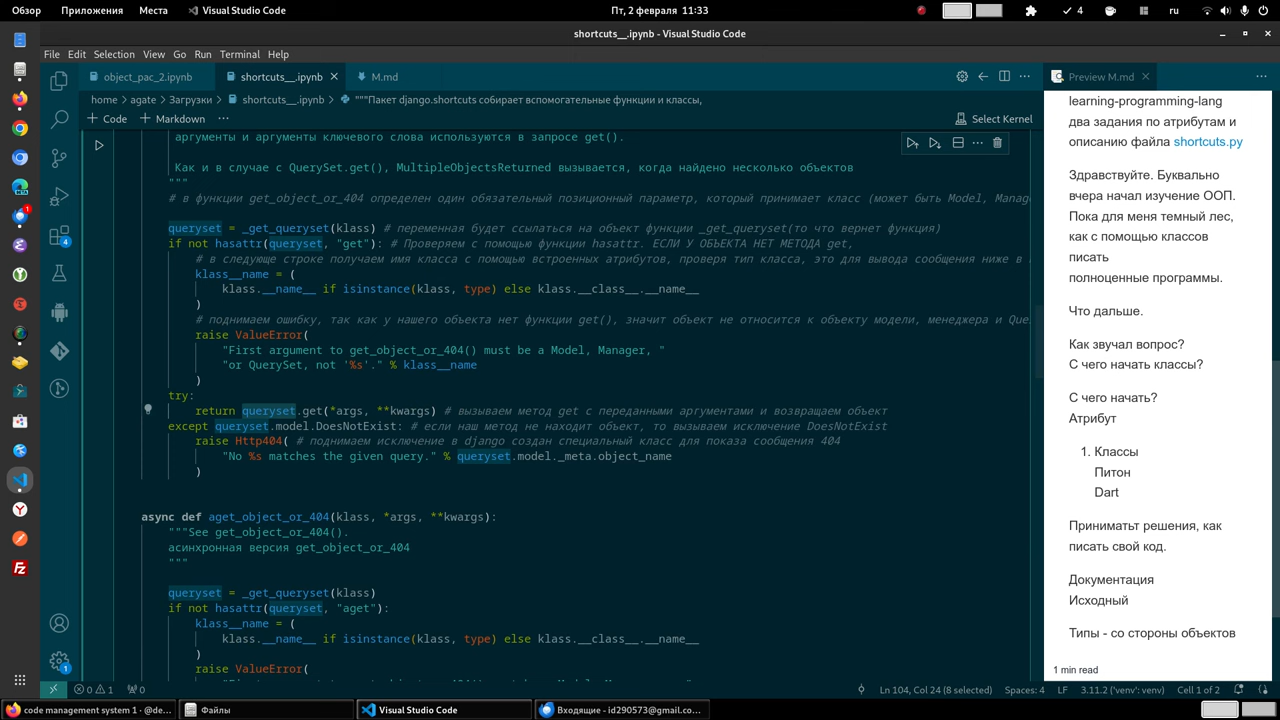 Обзор Приложения Места Visual Studio Code Пт, 2 февраля 11:33 4 ru
shortcuts__.ipynb - Visual Studio Code
File Edit Selection View Go Run Terminal Help
object_pac_2.ipynb shortcuts__.ipynb M.md
home agate Загрузки shortcuts__.ipynb """Пакет django.shortcuts собирает вспомогательные функции и классы,
Code Markdown Select Kernel
аргументы и аргументы ключевого слова используются в запросе get().
Как и в случае с QuerySet.get(), MultipleObjectsReturned вызывается, когда найдено несколько объектов
"""
# в функции get_object_or_404 определен один обязательный позиционный параметр, который принимает класс (может быть Model, Manag
queryset = _get_queryset(klass) # переменная будет ссылаться на объект функции _get_queryset(то что вернет функция)
if not hasattr(queryset, "get"): # Проверяем с помощью функции hasattr. ЕСЛИ У ОБЪЕКТА НЕТ МЕТОДА get,
# в следующе строке получаем имя класса с помощью встроенных атрибутов, проверя тип класса, это для вывода сообщения ниже в
klass__name = (
klass.__name__ if isinstance(klass, type) else klass.__class__.__name__
)
# поднимаем ошибку, так как у нашего объекта нет функции get(), значит объект не относится к объекту модели, менеджера и Que
raise ValueError(
"First argument to get_object_or_404() must be a Model, Manager, "
"or QuerySet, not '%s'." % klass__name
)
try:
return queryset.get(*args, **kwargs) # вызываем метод get с переданными аргументами и возвращаем объект
except queryset.model.DoesNotExist: # если наш метод не находит объект, то вызываем исключение DoesNotExist
raise Http404( # поднимаем исключение в django создан специальный класс для показа сообщения 404
"No %s matches the given query." % queryset.model._meta.object_name
)
async def aget_object_or_404(klass, *args, **kwargs):
"""See get_object_or_404().
асинхронная версия get_object_or_404
"""
queryset = _get_queryset(klass)
if not hasattr(queryset, "aget"):
klass__name = (
klass.__name__ if isinstance(klass, type) else klass.__class__.__name__
)
raise ValueError(
Preview M.md
learning-programming-lang
два задания по атрибутам и
описанию файла shortcuts.py
Здравствуйте. Буквально
вчера начал изучение ООП.
Пока для меня темный лес,
как с помощью классов
писать
полноценные программы.
Что дальше.
Как звучал вопрос?
С чего начать классы?
С чего начать?
Атрибут
1. Классы
Питон
Dart
Приниматьт решения, как
писать свой код.
Документация
Исходный
Типы - со стороны объектов
1 min read
4
1
1
0 1 0 Ln 104, Col 24 (8 selected) Spaces: 4 LF 3.11.2 ('venv': venv) Cell 1 of 2
code management system 1 · @de... Файлы Visual Studio Code Входящие - id290573@gmail.co...